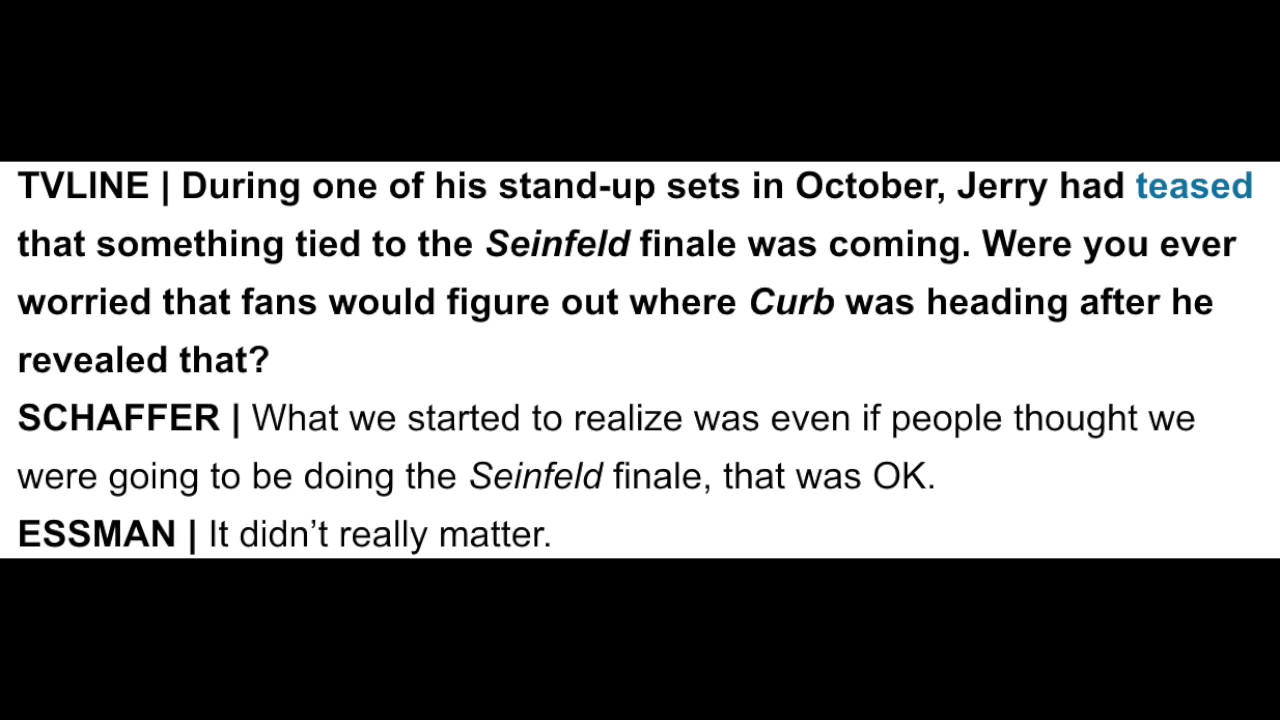 TVLINE | During one of his stand-up sets in October, Jerry had teased
that something tied to the Seinfeld finale was coming. Were you ever
worried that fans would figure out where Curb was heading after he
revealed that?
SCHAFFER | What we started to realize was even if people thought we
were going to be doing the Seinfeld finale, that was OK.
ESSMAN | It didn’t really matter.